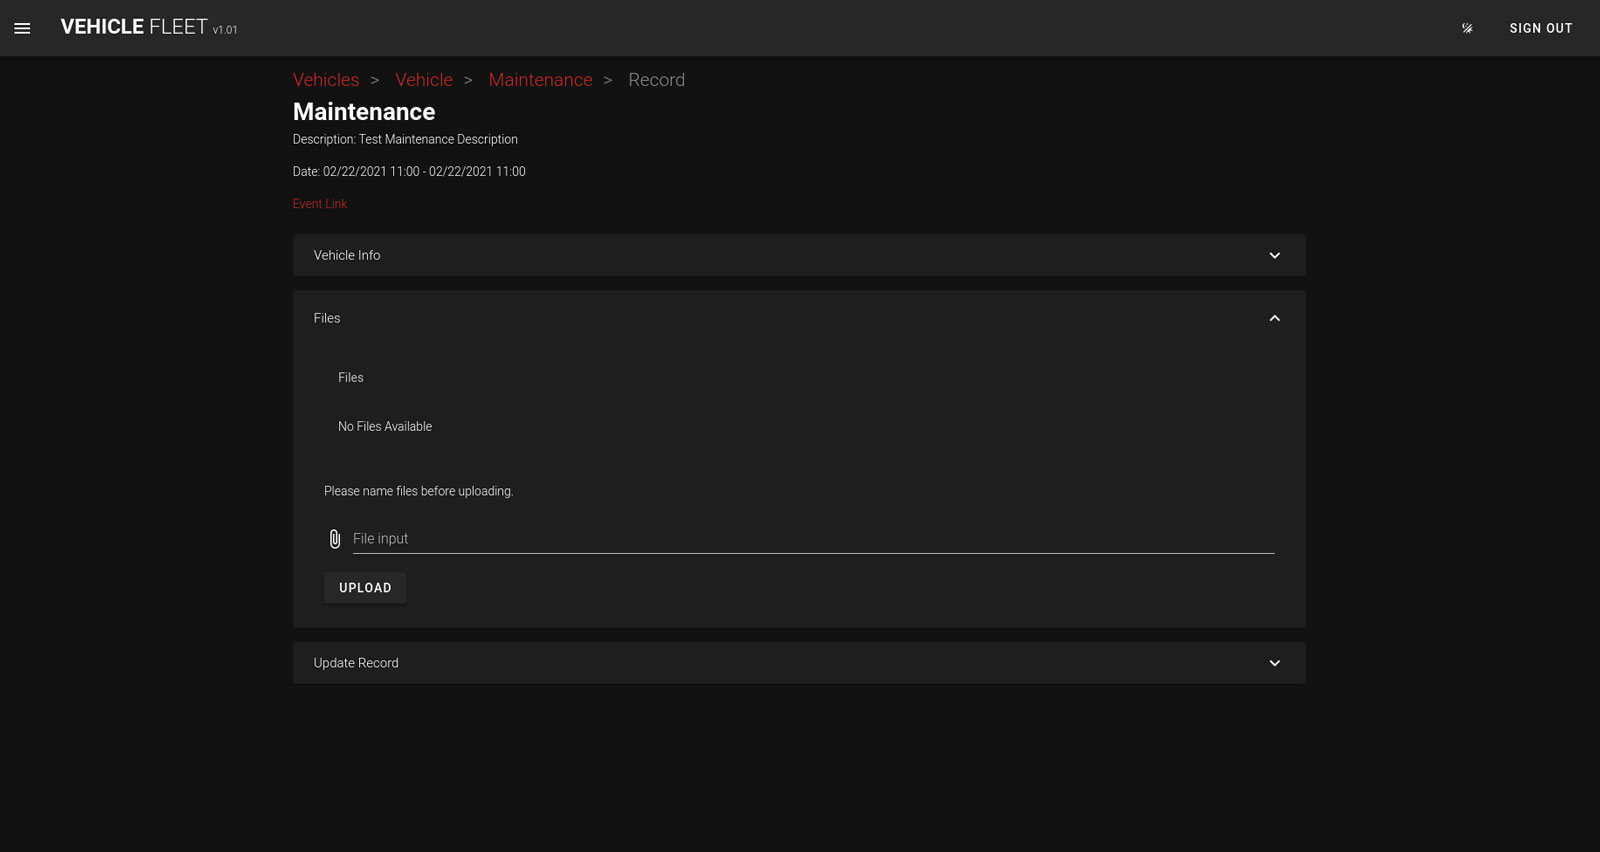 VEHICLE FLEET v1.01
SIGN OUT
Vehicles > Vehicle > Maintenance > Record
Maintenance
Description: Test Maintenance Description
Date: 02/22/2021 11:00 - 02/22/2021 11:00
Event Link
Vehicle Info
Files
Files
No Files Available
Please name files before uploading.
File input
UPLOAD
Update Record